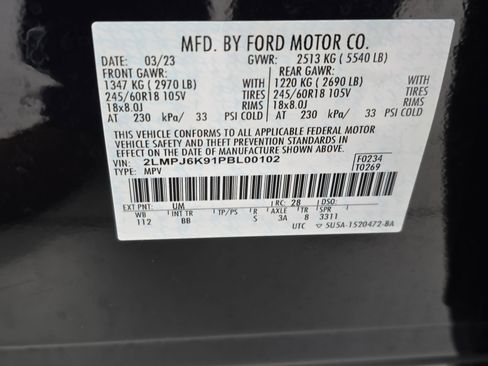 MFD. BY FORD MOTOR CO.
DATE: 03/23 GVWR: 2513 KG ( 5540 LB)
FRONT GAWR: REAR GAWR:
1347 KG ( 2970 LB) 1220 KG ( 2690 LB)
245/60R18 105V TIRES 245/60R18 105V
18x8.0J RIMS 18x8.0J
AT 230 kPa/ 33 PSI COLD AT 230 kPa/ 33 PSI COLD
THIS VEHICLE CONFORMS TO ALL APPLICABLE FEDERAL MOTOR
VEHICLE SAFETY AND THEFT PREVENTION STANDARDS IN EFFECT
ON THE DATE OF MANUFACTURE SHOWN ABOVE.
VIN: 2LMPJ6K91PBL00102 F0234
TYPE: MPV T0269
EXT PNT: UM RC: 28 DSO:
WB INT TR TP/PS R AXLE TR SPR
112 BB S 3A 8 3311
UTC ▽ 5U5A-1520472-BA